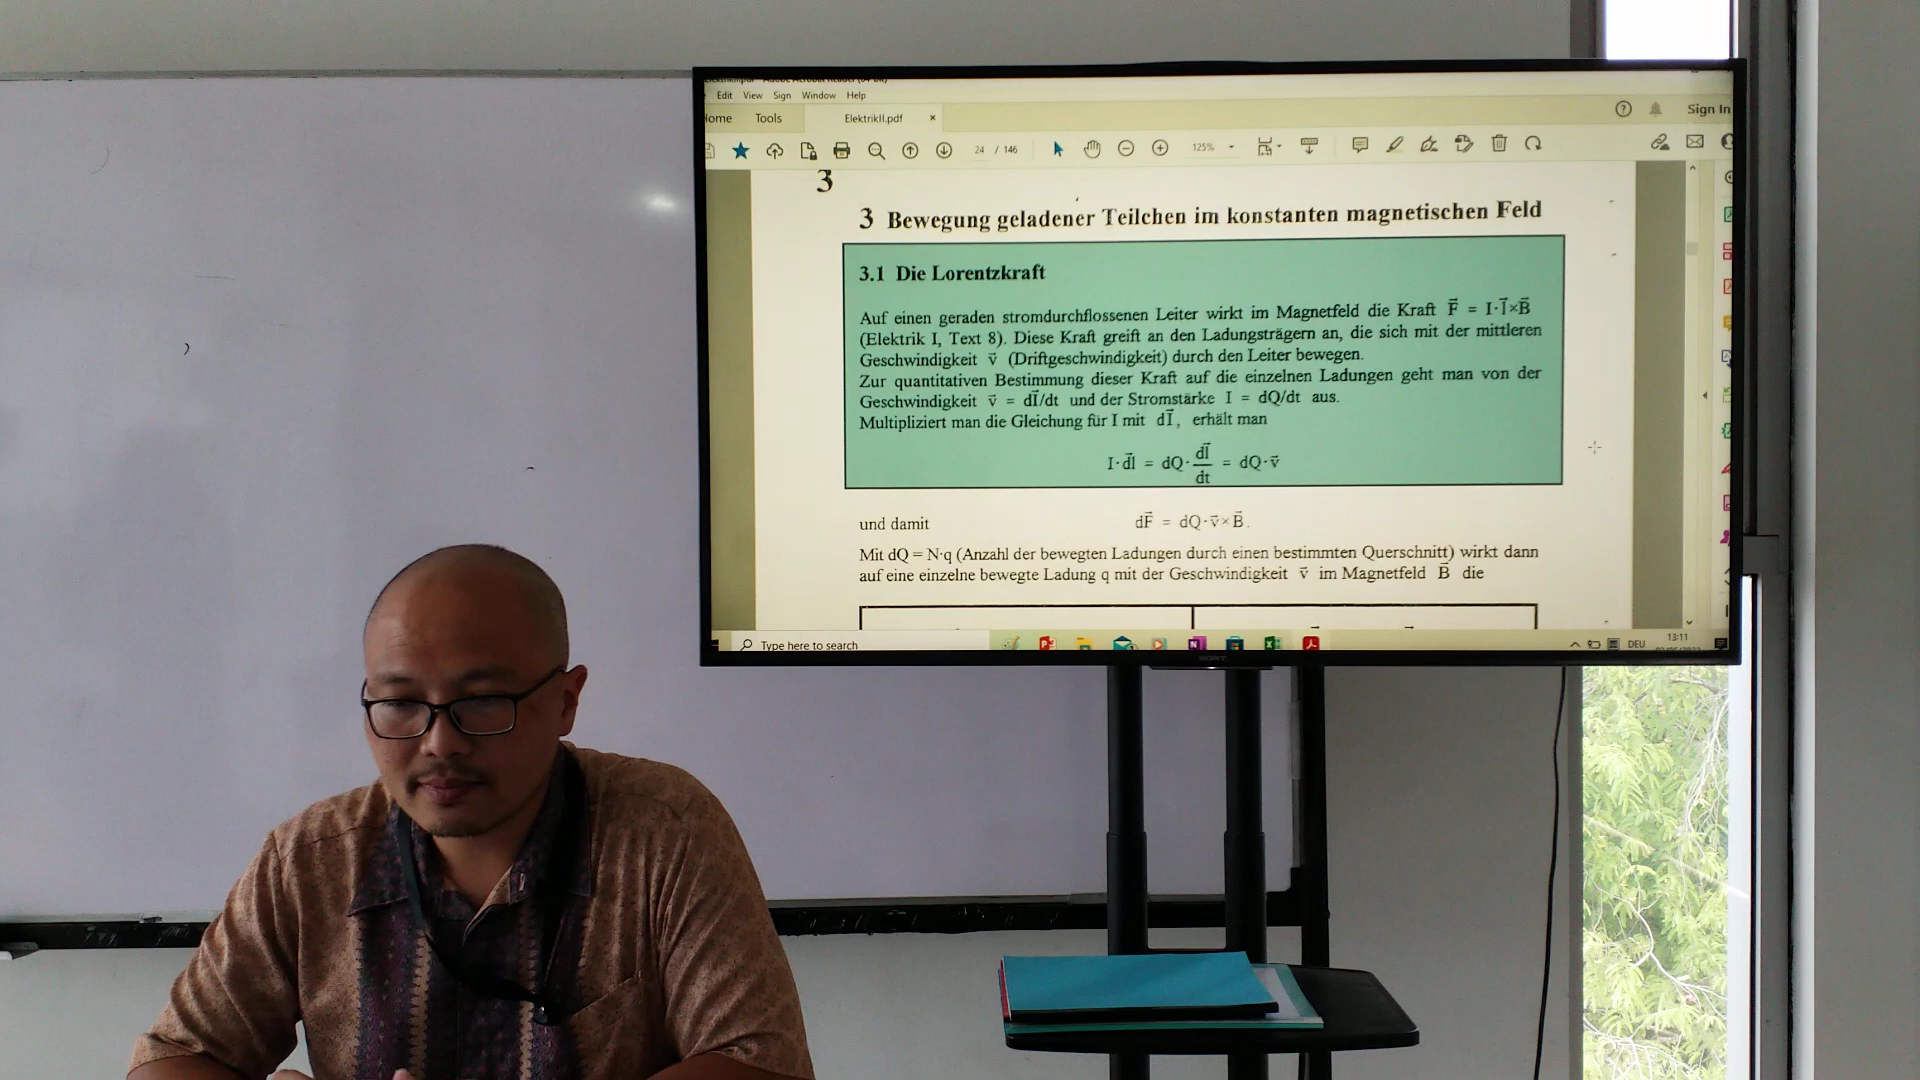 Edit View Sign Window Help
Home Tools ElektrikII.pdf ×
Sign In
24 / 146 125%
3
3 Bewegung geladener Teilchen im konstanten magnetischen Feld
3.1 Die Lorentzkraft
Auf einen geraden stromdurchflossenen Leiter wirkt im Magnetfeld die Kraft F⃗ = I·l⃗×B⃗
(Elektrik I, Text 8). Diese Kraft greift an den Ladungsträgern an, die sich mit der mittleren
Geschwindigkeit v⃗ (Driftgeschwindigkeit) durch den Leiter bewegen.
Zur quantitativen Bestimmung dieser Kraft auf die einzelnen Ladungen geht man von der
Geschwindigkeit v⃗ = dl⃗/dt und der Stromstärke I = dQ/dt aus.
Multipliziert man die Gleichung für I mit dl⃗, erhält man
I·dl⃗ = dQ·dl⃗/dt = dQ·v⃗
und damit dF⃗ = dQ·v⃗×B⃗.
Mit dQ = N·q (Anzahl der bewegten Ladungen durch einen bestimmten Querschnitt) wirkt dann
auf eine einzelne bewegte Ladung q mit der Geschwindigkeit v⃗ im Magnetfeld B⃗ die
Type here to search
DEU
13:11
SONY